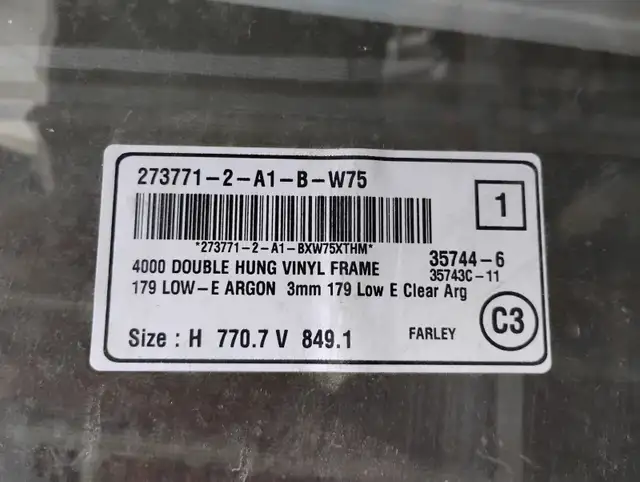 273771-2-A1-B-W75
1
*273771-2-A1-BXW75XTHM*
4000 DOUBLE HUNG VINYL FRAME
35744-6
35743C-11
179 LOW-E ARGON 3mm 179 Low E Clear Arg
Size : H 770.7 V 849.1
FARLEY
C3